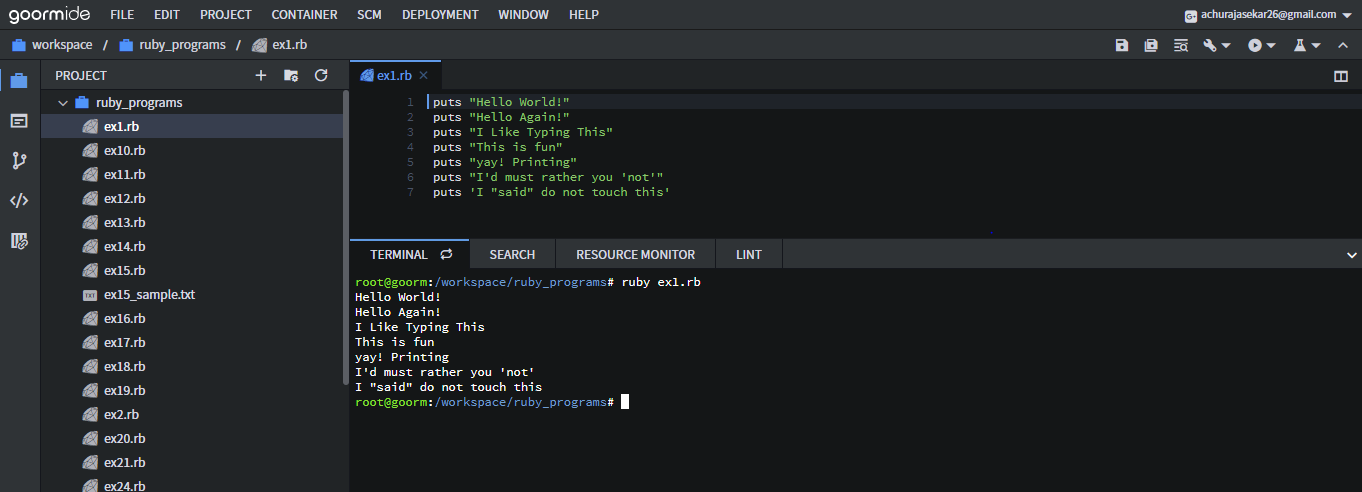 goormide FILE EDIT PROJECT CONTAINER SCM DEPLOYMENT WINDOW HELP achurajasekar26@gmail.com
workspace / ruby_programs / ex1.rb
PROJECT
ruby_programs
ex1.rb
ex10.rb
ex11.rb
ex12.rb
ex13.rb
ex14.rb
ex15.rb
TXT ex15_sample.txt
ex16.rb
ex17.rb
ex18.rb
ex19.rb
ex2.rb
ex20.rb
ex21.rb
ex24.rb
ex1.rb
1 puts "Hello World!"
2 puts "Hello Again!"
3 puts "I Like Typing This"
4 puts "This is fun"
5 puts "yay! Printing"
6 puts "I'd must rather you 'not'"
7 puts 'I "said" do not touch this'
TERMINAL SEARCH RESOURCE MONITOR LINT
root@goorm:/workspace/ruby_programs# ruby ex1.rb
Hello World!
Hello Again!
I Like Typing This
This is fun
yay! Printing
I'd must rather you 'not'
I "said" do not touch this
root@goorm:/workspace/ruby_programs#